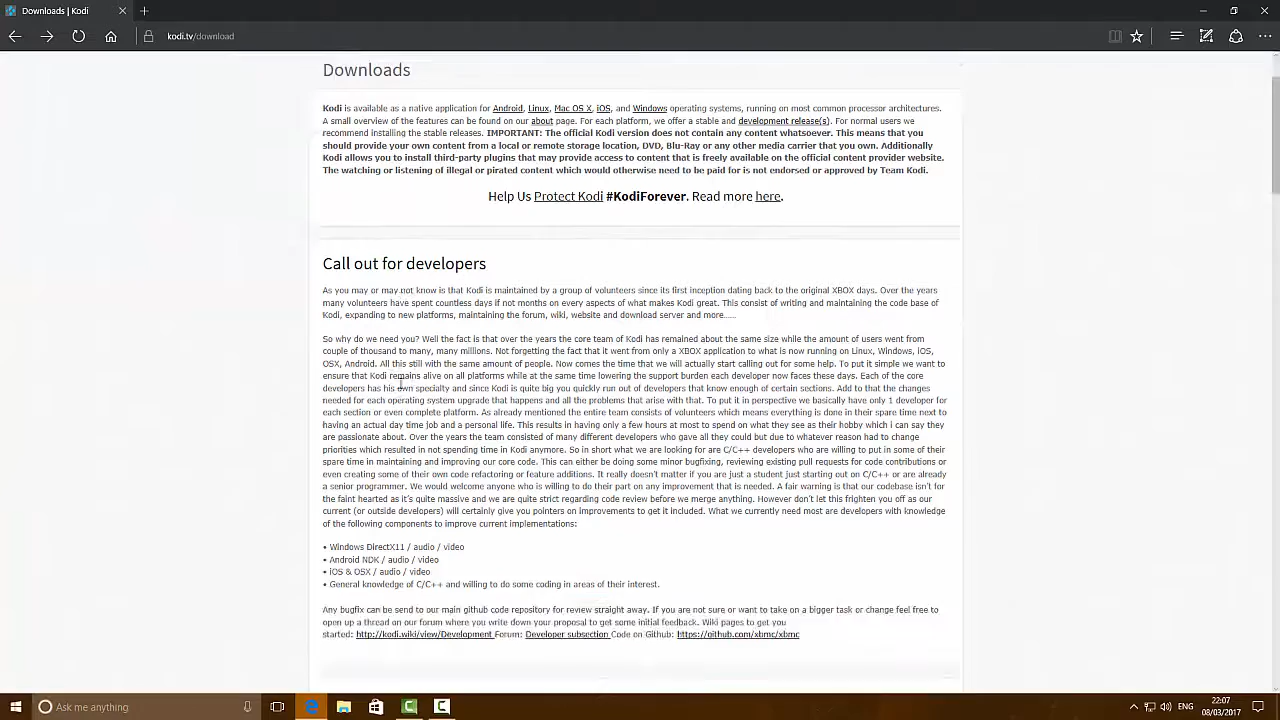 Downloads | Kodi
kodi.tv/download
Downloads
Kodi is available as a native application for Android, Linux, Mac OS X, iOS, and Windows operating systems, running on most common processor architectures.
A small overview of the features can be found on our about page. For each platform, we offer a stable and development release(s). For normal users we
recommend installing the stable releases. IMPORTANT: The official Kodi version does not contain any content whatsoever. This means that you
should provide your own content from a local or remote storage location, DVD, Blu-Ray or any other media carrier that you own. Additionally
Kodi allows you to install third-party plugins that may provide access to content that is freely available on the official content provider website.
The watching or listening of illegal or pirated content which would otherwise need to be paid for is not endorsed or approved by Team Kodi.
Help Us Protect Kodi #KodiForever. Read more here.
Call out for developers
As you may or may not know is that Kodi is maintained by a group of volunteers since its first inception dating back to the original XBOX days. Over the years
many volunteers have spent countless days if not months on every aspects of what makes Kodi great. This consist of writing and maintaining the code base of
Kodi, expanding to new platforms, maintaining the forum, wiki, website and download server and more......
So why do we need you? Well the fact is that over the years the core team of Kodi has remained about the same size while the amount of users went from
couple of thousand to many, many millions. Not forgetting the fact that it went from only a XBOX application to what is now running on Linux, Windows, iOS,
OSX, Android. All this still with the same amount of people. Now comes the time that we will actually start calling out for some help. To put it simple we want to
ensure that Kodi remains alive on all platforms while at the same time lowering the support burden each developer now faces these days. Each of the core
developers has his own specialty and since Kodi is quite big you quickly run out of developers that know enough of certain sections. Add to that the changes
needed for each operating system upgrade that happens and all the problems that arise with that. To put it in perspective we basically have only 1 developer for
each section or even complete platform. As already mentioned the entire team consists of volunteers which means everything is done in their spare time next to
having an actual day time job and a personal life. This results in having only a few hours at most to spend on what they see as their hobby which i can say they
are passionate about. Over the years the team consisted of many different developers who gave all they could but due to whatever reason had to change
priorities which resulted in not spending time in Kodi anymore. So in short what we are looking for are C/C++ developers who are willing to put in some of their
spare time in maintaining and improving our core code. This can either be doing some minor bugfixing, reviewing existing pull requests for code contributions or
even creating some of their own code refactoring or feature additions. It really doesn't matter if you are just a student just starting out on C/C++ or are already
a senior programmer. We would welcome anyone who is willing to do their part on any improvement that is needed. A fair warning is that our codebase isn't for
the faint hearted as it's quite massive and we are quite strict regarding code review before we merge anything. However don't let this frighten you off as our
current (or outside developers) will certainly give you pointers on improvements to get it included. What we currently need most are developers with knowledge
of the following components to improve current implementations:
• Windows DirectX11 / audio / video
• Android NDK / audio / video
• iOS & OSX / audio / video
• General knowledge of C/C++ and willing to do some coding in areas of their interest.
Any bugfix can be send to our main github code repository for review straight away. If you are not sure or want to take on a bigger task or change feel free to
open up a thread on our forum where you write down your proposal to get some initial feedback. Wiki pages to get you
started: http://kodi.wiki/view/Development Forum: Developer subsection Code on Github: https://github.com/xbmc/xbmc
Ask me anything
ENG
22:07
08/03/2017